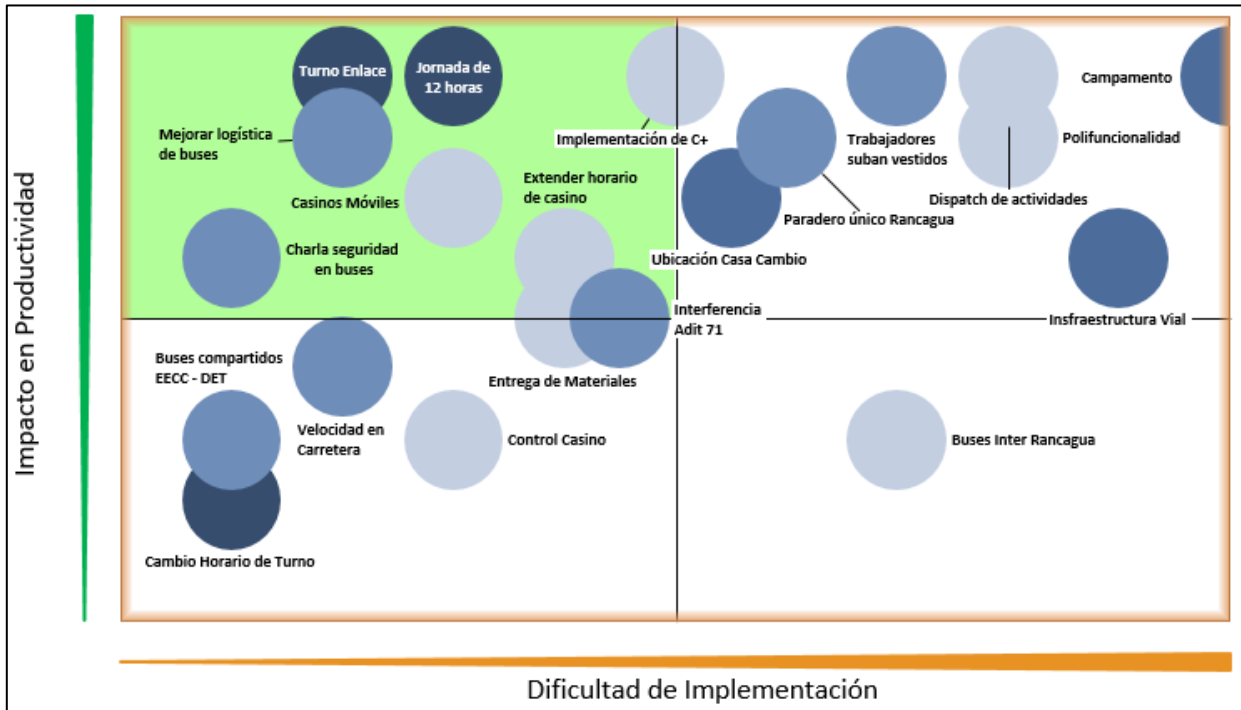 Impacto en Productividad
Turno Enlace
Jornada de
12 horas
Mejorar logística
de buses
Casinos Móviles
Extender horario
de casino
Charla seguridad
en buses
Implementación de C+
Trabajadores
suban vestidos
Campamento
Polifuncionalidad
Dispatch de actividades
Paradero único Rancagua
Ubicación Casa Cambio
Interferencia
Adit 71
Insfraestructura Vial
Buses compartidos
EECC - DET
Velocidad en
Carretera
Entrega de Materiales
Control Casino
Buses Inter Rancagua
Cambio Horario de Turno
Dificultad de Implementación